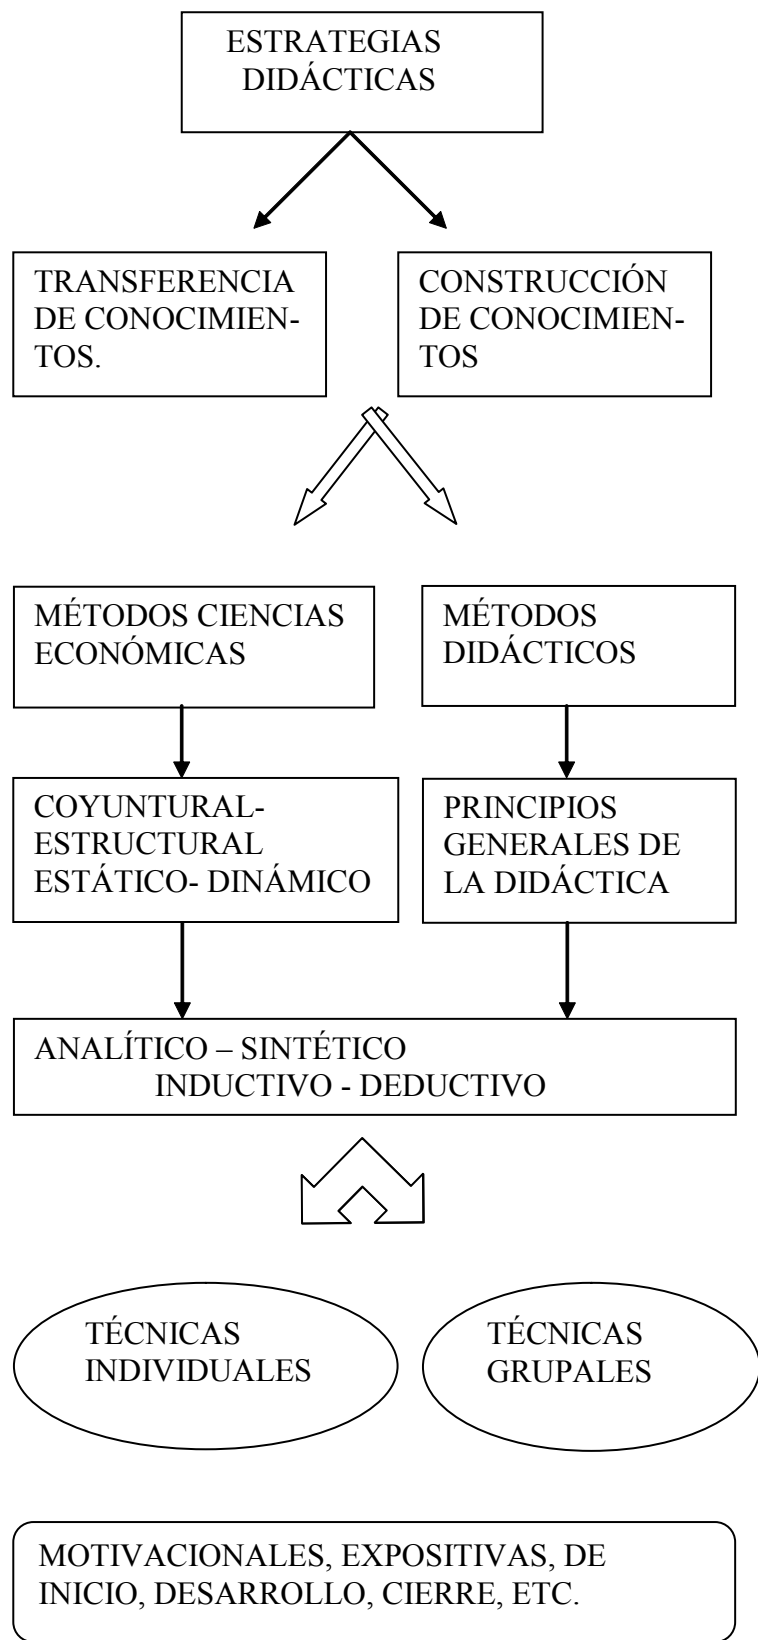 ESTRATEGIAS
DIDÁCTICAS
TRANSFERENCIA
DE CONOCIMIEN-
TOS.
CONSTRUCCIÓN
DE CONOCIMIEN-
TOS
MÉTODOS CIENCIAS
ECONÓMICAS
MÉTODOS
DIDÁCTICOS
COYUNTURAL-
ESTRUCTURAL
ESTÁTICO- DINÁMICO
PRINCIPIOS
GENERALES DE
LA DIDÁCTICA
ANALÍTICO – SINTÉTICO
INDUCTIVO - DEDUCTIVO
TÉCNICAS
INDIVIDUALES
TÉCNICAS
GRUPALES
MOTIVACIONALES, EXPOSITIVAS, DE
INICIO, DESARROLLO, CIERRE, ETC.